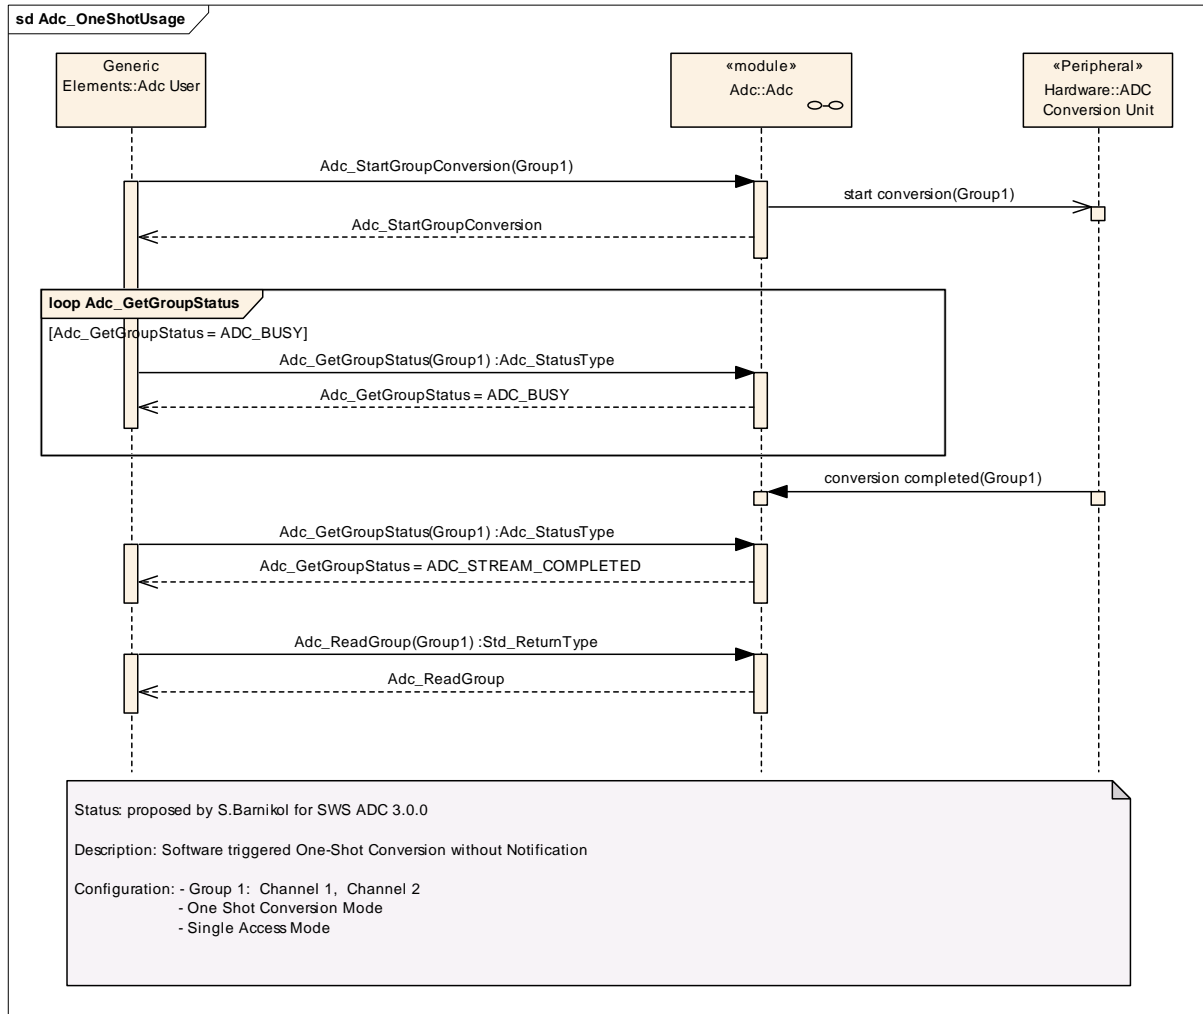 sd Adc_OneShotUsage
Generic
Elements::Adc User
«module»
Adc::Adc
«Peripheral»
Hardware::ADC
Conversion Unit
Adc_StartGroupConversion(Group1)
start conversion(Group1)
Adc_StartGroupConversion
loop Adc_GetGroupStatus
[Adc_GetGroupStatus = ADC_BUSY]
Adc_GetGroupStatus(Group1) :Adc_StatusType
Adc_GetGroupStatus = ADC_BUSY
conversion completed(Group1)
Adc_GetGroupStatus(Group1) :Adc_StatusType
Adc_GetGroupStatus = ADC_STREAM_COMPLETED
Adc_ReadGroup(Group1) :Std_ReturnType
Adc_ReadGroup
Status: proposed by S.Barnikol for SWS ADC 3.0.0
Description: Software triggered One-Shot Conversion without Notification
Configuration: - Group 1: Channel 1, Channel 2
- One Shot Conversion Mode
- Single Access Mode